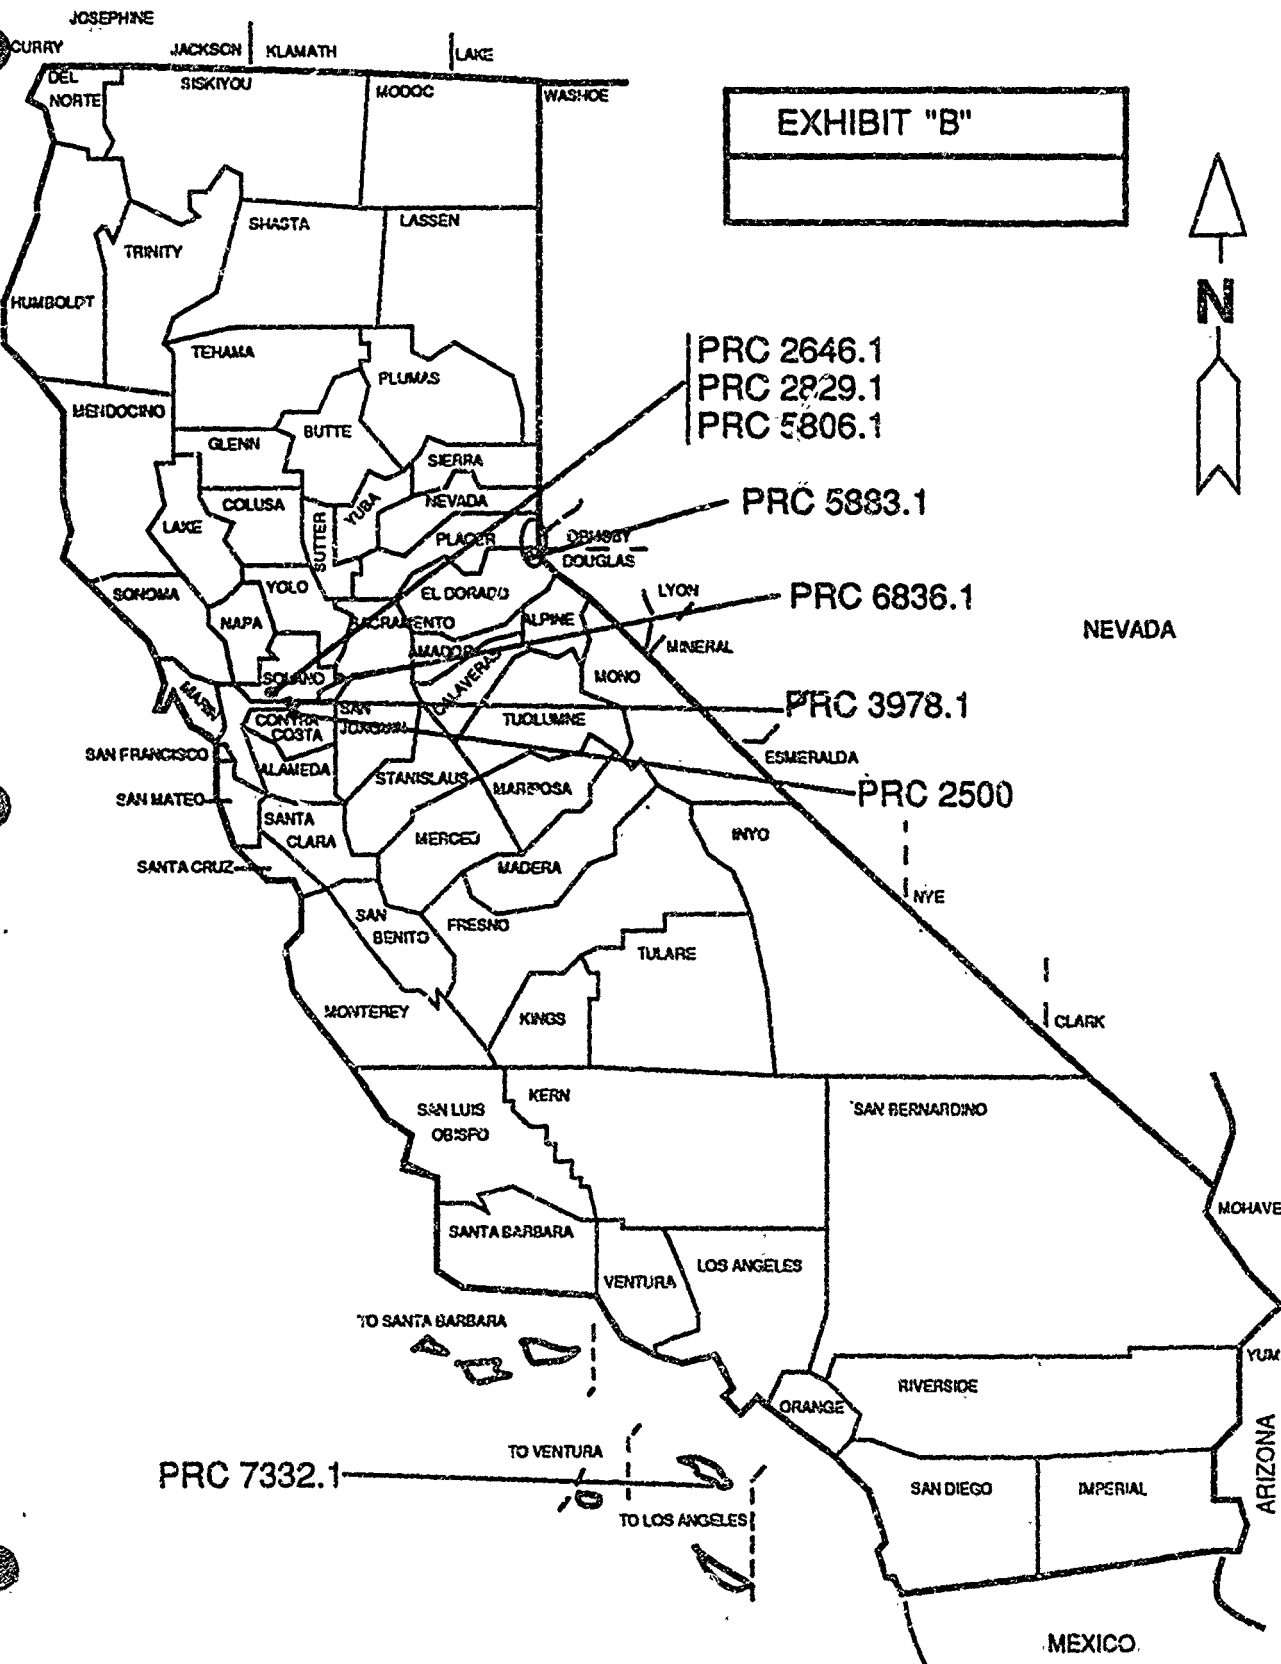 JOSEPHINE
CURRY
JACKSON
KLAMATH
LAKE
DEL
NORTE
SISKIYOU
MODOC
WASHOE
EXHIBIT "B"
SHASTA
LASSEN
TRINITY
HUMBOLDT
N
TEHAMA
PLUMAS
PRC 2646.1
PRC 2829.1
PRC 5806.1
MENDOCINO
GLENN
BUTTE
SIERRA
COLUSA
YUBA
NEVADA
PRC 5883.1
LAKE
SUTTER
PLACER
ORMSBY
DOUGLAS
SONOMA
YOLO
EL DORADO
LYON
PRC 6836.1
NAPA
SACRAMENTO
ALPINE
NEVADA
AMADOR
MINERAL
SOLANO
CALAVERAS
MONO
MARIN
PRC 3978.1
CONTRA
COSTA
SAN
JOAQUIN
TUOLUMNE
SAN FRANCISCO
ESMERALDA
ALAMEDA
STANISLAUS
MARIPOSA
PRC 2500
SAN MATEO
SANTA
CLARA
MERCED
INYO
SANTA CRUZ
MADERA
NYE
SAN
BENITO
FRESNO
TULARE
MONTEREY
KINGS
CLARK
KERN
SAN LUIS
OBISPO
SAN BERNARDINO
MOHAVE
SANTA BARBARA
LOS ANGELES
VENTURA
TO SANTA BARBARA
YUM
RIVERSIDE
ORANGE
TO VENTURA
PRC 7332.1
SAN DIEGO
IMPERIAL
ARIZONA
TO LOS ANGELES
MEXICO